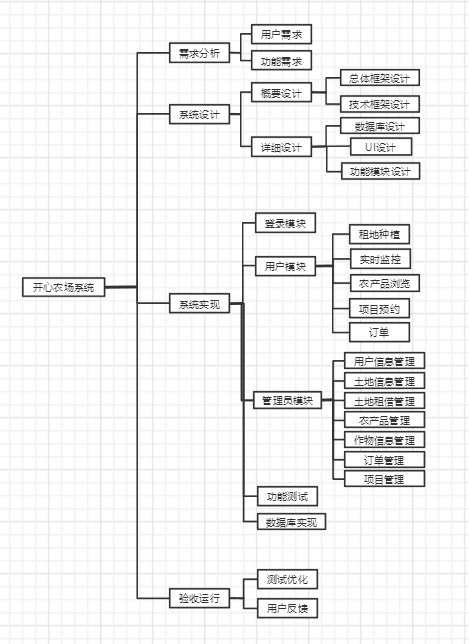 开心农场系统
需求分析
用户需求
功能需求
系统设计
概要设计
总体框架设计
技术框架设计
详细设计
数据库设计
UI设计
功能模块设计
系统实现
登录模块
用户模块
租地种植
实时监控
农产品浏览
项目预约
订单
管理员模块
用户信息管理
土地信息管理
土地租借管理
农产品管理
作物信息管理
订单管理
项目管理
功能测试
数据库实现
验收运行
测试优化
用户反馈